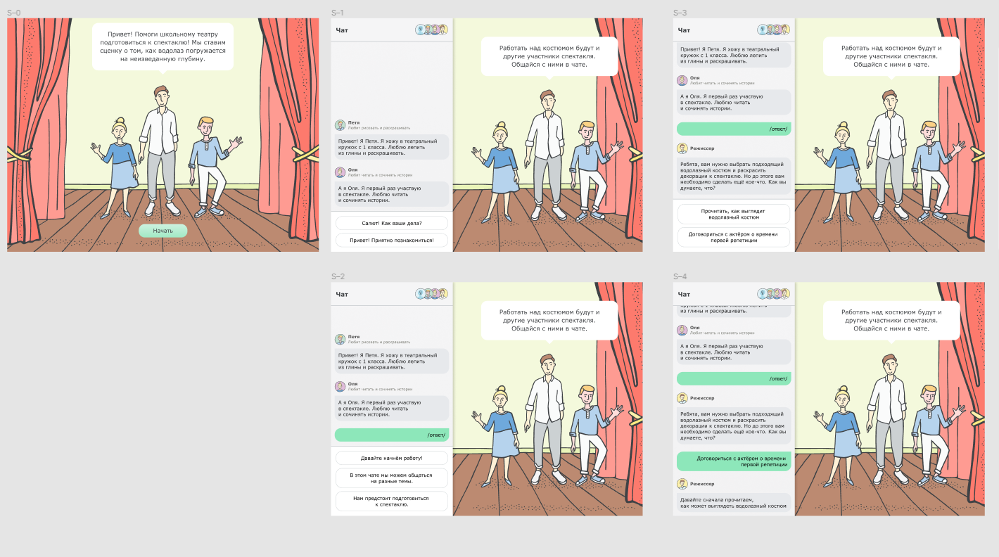 S–0
Привет! Помоги школьному театру
подготовиться к спектаклю! Мы ставим
сценку о том, как водолаз погружается
на неизведанную глубину.
Начать
S–1
Чат
Петя
Любит рисовать и раскрашивать
Привет! Я Петя. Я хожу в театральный
кружок с 1 класса. Люблю лепить
из глины и раскрашивать.
Оля
Любит читать и сочинять истории
А я Оля. Я первый раз участвую
в спектакле. Люблю читать
и сочинять истории.
Салют! Как ваши дела?
Привет! Приятно познакомиться!
Работать над костюмом будут и
другие участники спектакля.
Общайся с ними в чате.
S–3
Чат
Привет! Я Петя. Я хожу в театральный
кружок с 1 класса. Люблю лепить
из глины и раскрашивать.
Оля
Любит читать и сочинять истории
А я Оля. Я первый раз участвую
в спектакле. Люблю читать
и сочинять истории.
/ответ/
Режиссер
Ребята, вам нужно выбрать подходящий
водолазный костюм и раскрасить
декорации к спектаклю. Но до этого вам
необходимо сделать ещё кое-что. Как вы
думаете, что?
Прочитать, как выглядит
водолазный костюм
Договориться с актёром о времени
первой репетиции
Работать над костюмом будут и
другие участники спектакля.
Общайся с ними в чате.
S–2
Чат
Петя
Любит рисовать и раскрашивать
Привет! Я Петя. Я хожу в театральный
кружок с 1 класса. Люблю лепить
из глины и раскрашивать.
Оля
Любит читать и сочинять истории
А я Оля. Я первый раз участвую
в спектакле. Люблю читать
и сочинять истории.
/ответ/
Давайте начнём работу!
В этом чате мы можем общаться
на разные темы.
Нам предстоит подготовиться
к спектаклю.
Работать над костюмом будут и
другие участники спектакля.
Общайся с ними в чате.
S–4
Чат
кружок с 1 класса. Люблю лепить
из глины и раскрашивать.
Оля
Любит читать и сочинять истории
А я Оля. Я первый раз участвую
в спектакле. Люблю читать
и сочинять истории.
/ответ/
Режиссер
Ребята, вам нужно выбрать подходящий
водолазный костюм и раскрасить
декорации к спектаклю. Но до этого вам
необходимо сделать ещё кое-что. Как вы
думаете, что?
Договориться с актёром о времени
первой репетиции
Режиссер
Давайте сначала прочитаем,
как может выглядеть водолазный костюм
Работать над костюмом будут и
другие участники спектакля.
Общайся с ними в чате.